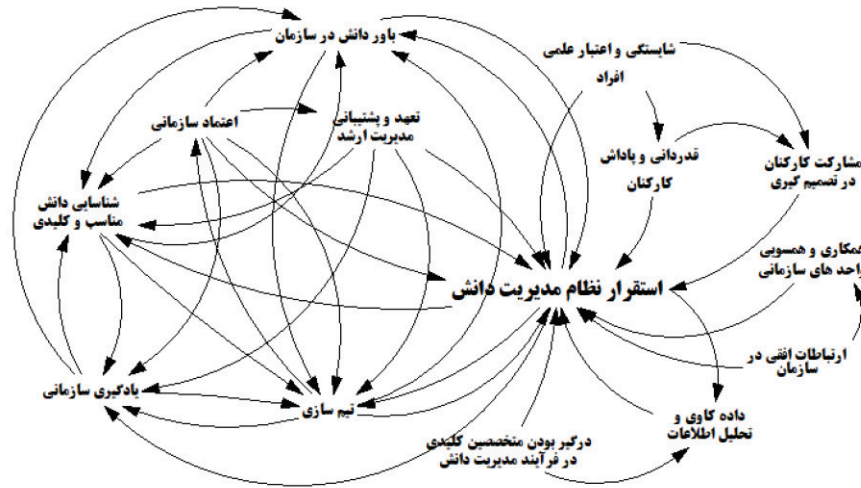 باور دانش در سازمان
شایستگی و اعتبار علمی
افراد
اعتماد سازمانی
تعهد و پشتیبانی
مدیریت ارشد
قدردانی و پاداش
کارکنان
مشارکت کارکنان
در تصمیم گیری
شناسایی دانش
مناسب و کلیدی
همکاری و همسویی
واحد های سازمانی
استقرار نظام مدیریت دانش
ارتباطات افقی در
سازمان
یادگیری سازمانی
تیم سازی
داده کاوی و
تحلیل اطلاعات
درگیر بودن متخصصین کلیدی
در فرآیند مدیریت دانش